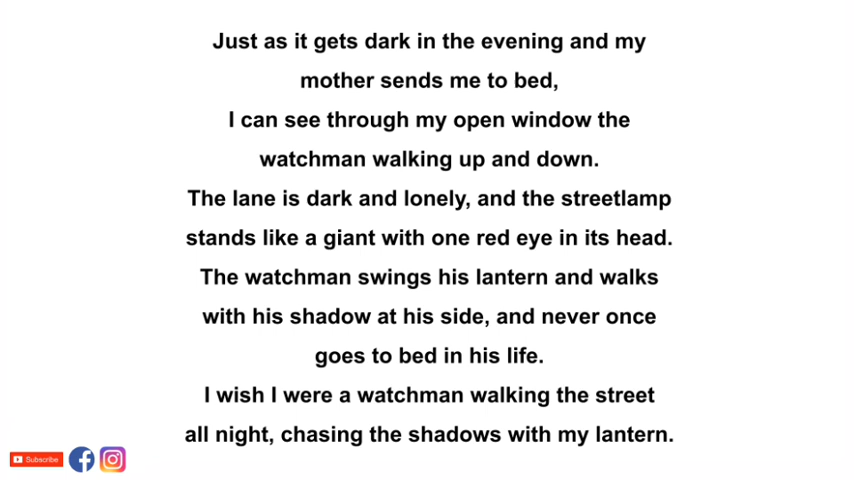 Just as it gets dark in the evening and my
mother sends me to bed,
I can see through my open window the
watchman walking up and down.
The lane is dark and lonely, and the streetlamp
stands like a giant with one red eye in its head.
The watchman swings his lantern and walks
with his shadow at his side, and never once
goes to bed in his life.
I wish I were a watchman walking the street
all night, chasing the shadows with my lantern.
Subscribe